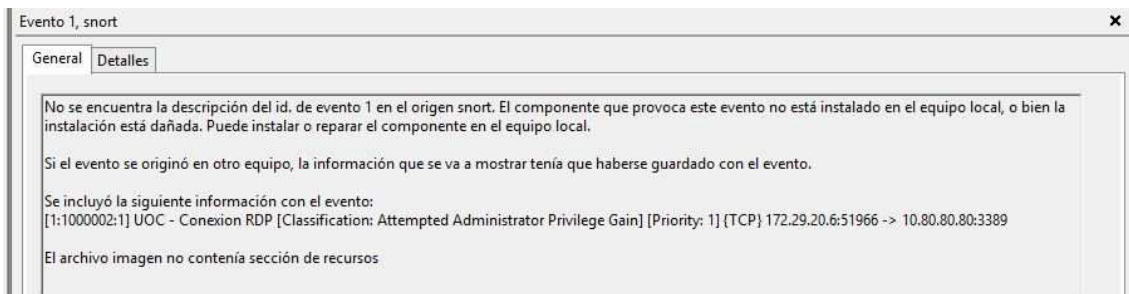 Evento 1, snort
General
Detalles
No se encuentra la descripción del id. de evento 1 en el origen snort. El componente que provoca este evento no está instalado en el equipo local, o bien la
instalación está dañada. Puede instalar o reparar el componente en el equipo local.
Si el evento se originó en otro equipo, la información que se va a mostrar tenía que haberse guardado con el evento.
Se incluyó la siguiente información con el evento:
[1:1000002:1] UOC - Conexion RDP [Classification: Attempted Administrator Privilege Gain] [Priority: 1] {TCP} 172.29.20.6:51966 -> 10.80.80.80:3389
El archivo imagen no contenía sección de recursos